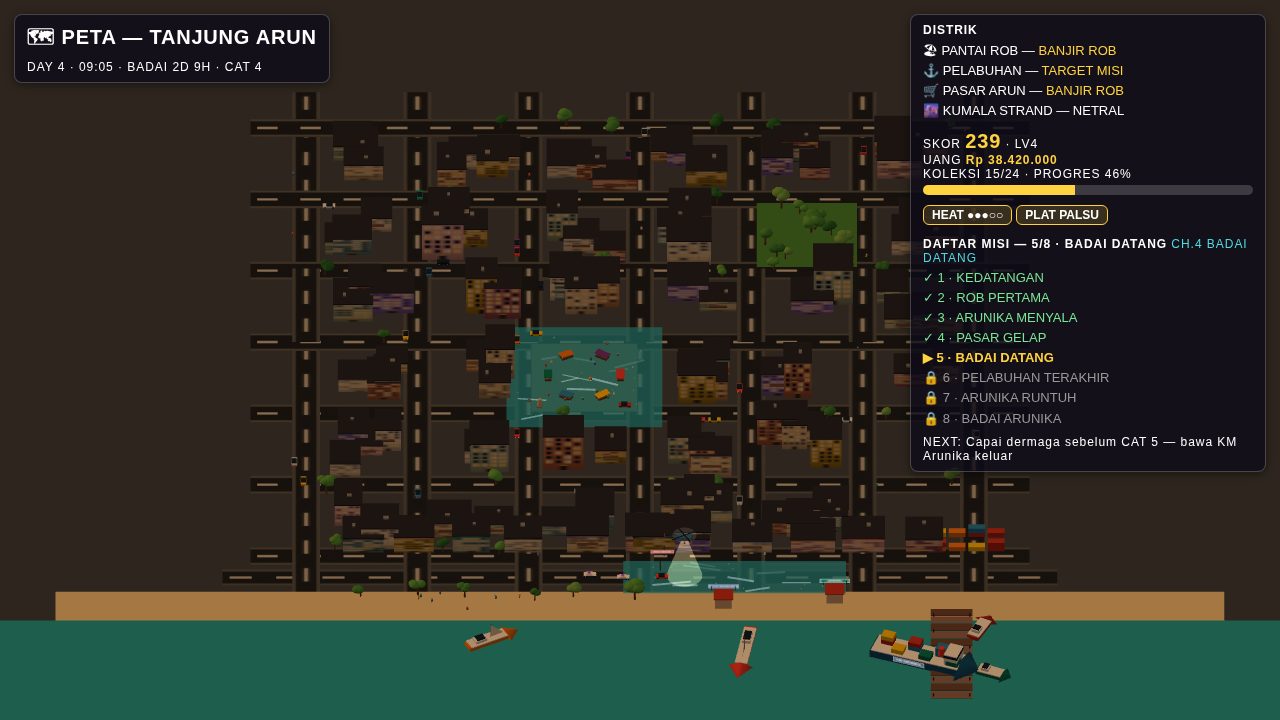 🗺 PETA — TANJUNG ARUN
DAY 4 · 09:05 · BADAI 2D 9H · CAT 4
DISTRIK
🏖 PANTAI ROB — BANJIR ROB
⚓ PELABUHAN — TARGET MISI
🛒 PASAR ARUN — BANJIR ROB
🌆 KUMALA STRAND — NETRAL
SKOR 239 · LV4
UANG Rp 38.420.000
KOLEKSI 15/24 · PROGRES 46%
HEAT ●●●○○ PLAT PALSU
DAFTAR MISI — 5/8 · BADAI DATANG CH.4 BADAI
DATANG
✓ 1 · KEDATANGAN
✓ 2 · ROB PERTAMA
✓ 3 · ARUNIKA MENYALA
✓ 4 · PASAR GELAP
▶ 5 · BADAI DATANG
🔒 6 · PELABUHAN TERAKHIR
🔒 7 · ARUNIKA RUNTUH
🔒 8 · BADAI ARUNIKA
NEXT: Capai dermaga sebelum CAT 5 — bawa KM
Arunika keluar